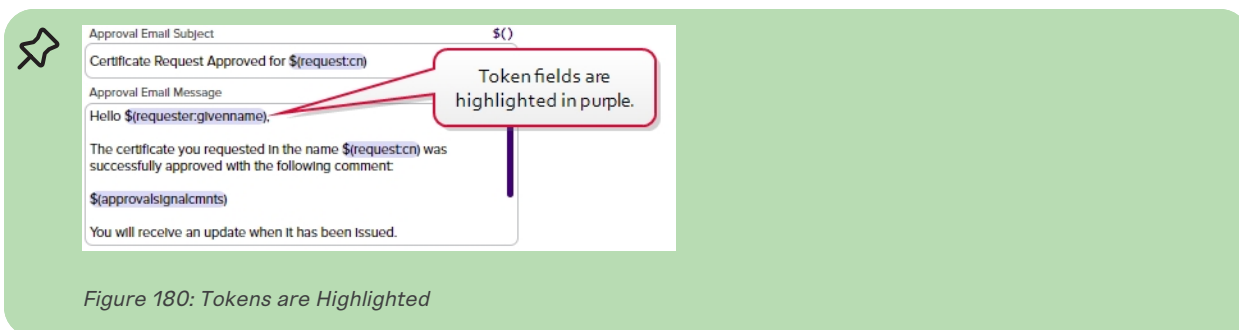 Approval Email Subject $()
Certificate Request Approved for $(request:cn)
Token fields are
highlighted in purple.
Approval Email Message
Hello $(requester:givenname),
The certificate you requested in the name $(request:cn) was
successfully approved with the following comment:
$(approvalsignalcmnts)
You will receive an update when it has been issued.
Figure 180: Tokens are Highlighted